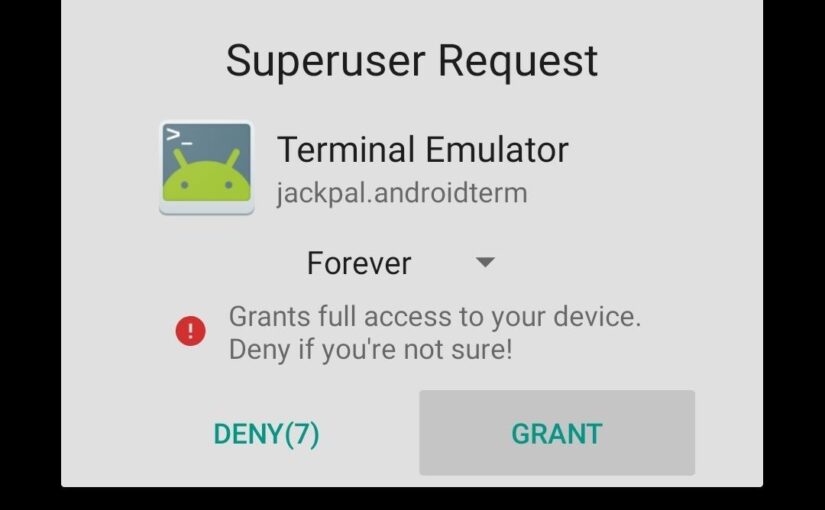 Superuser Request
>_
Terminal Emulator
jackpal.androidterm
Forever
!
Grants full access to your device.
Deny if you're not sure!
DENY(7)
GRANT